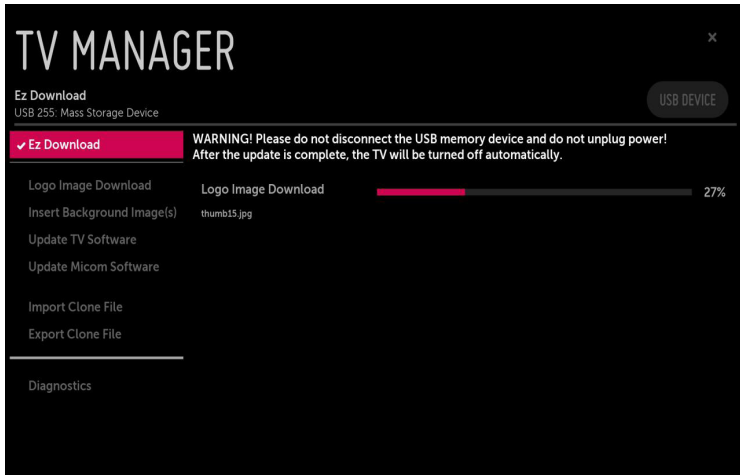 TV MANAGER
×
Ez Download
USB 255: Mass Storage Device
USB DEVICE
✔ Ez Download
Logo Image Download
Insert Background Image(s)
Update TV Software
Update Micom Software
Import Clone File
Export Clone File
Diagnostics
WARNING! Please do not disconnect the USB memory device and do not unplug power!
After the update is complete, the TV will be turned off automatically.
Logo Image Download
27%
thumb15.jpg